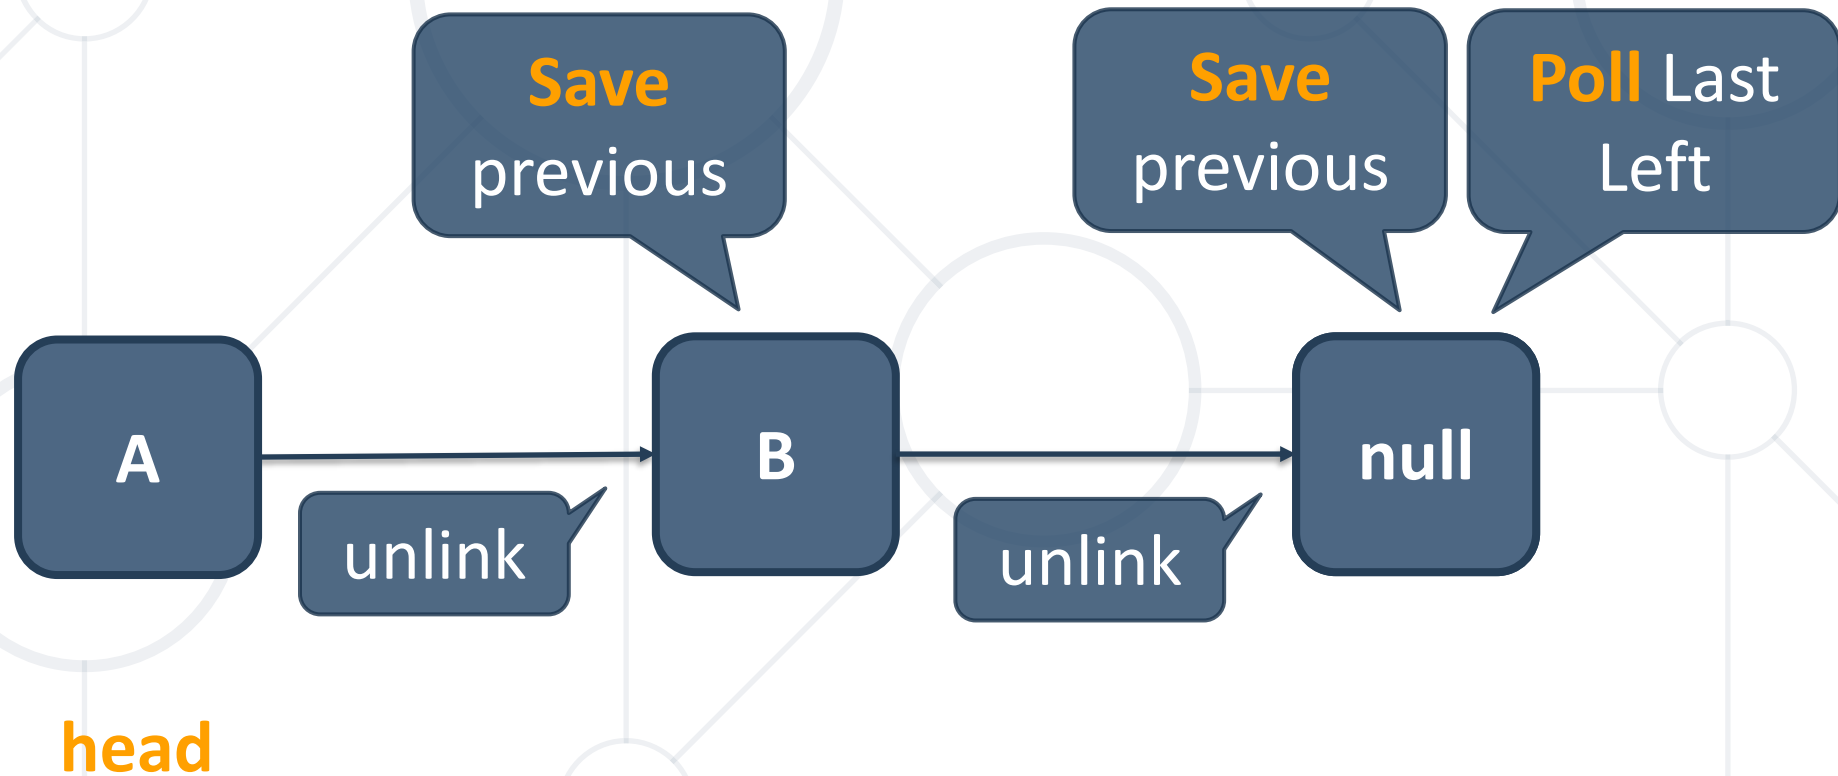 Save
previous
Save
previous
Poll Last
Left
A
B
null
unlink
unlink
head